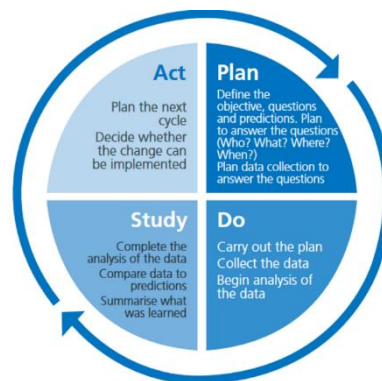 Act
Plan the next
cycle
Decide whether
the change can
be implemented
Plan
Define the
objective, questions
and predictions. Plan
to answer the questions
(Who? What? Where?
When?)
Plan data collection to
answer the questions
Study
Complete the
analysis of the data
Compare data to
predictions
Summarise what
was learned
Do
Carry out the plan
Collect the data
Begin analysis of
the data